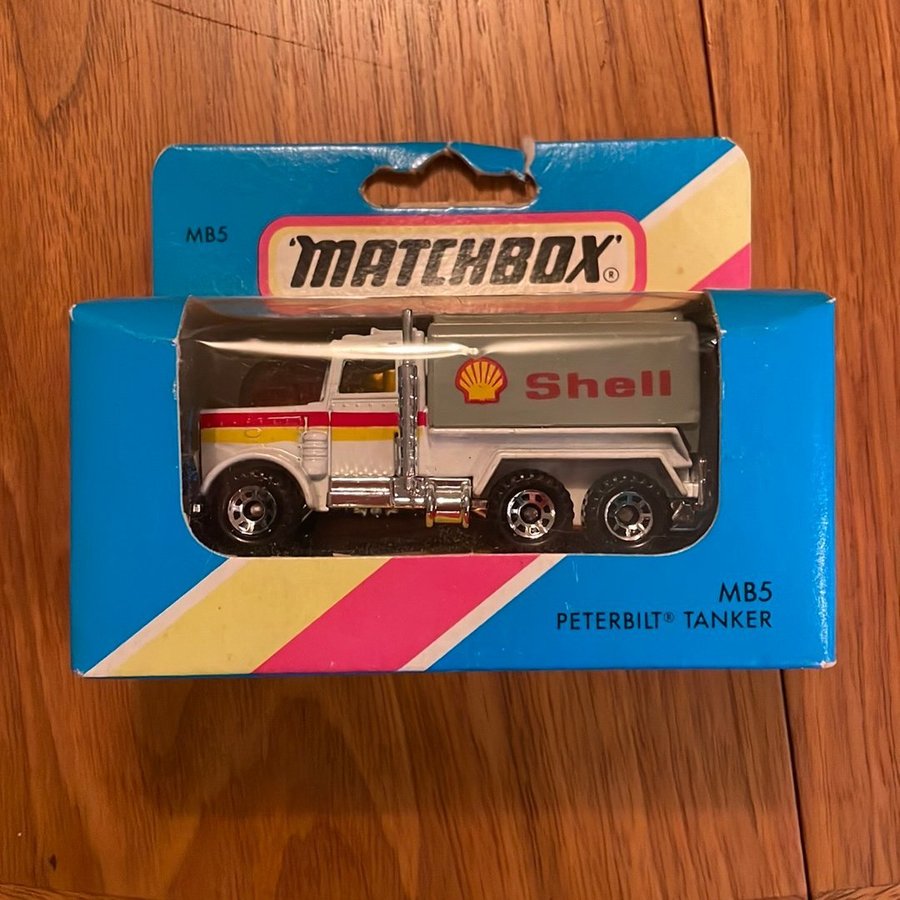 MB5
'MATCHBOX'®
Shell
MB5
PETERBILT® TANKER